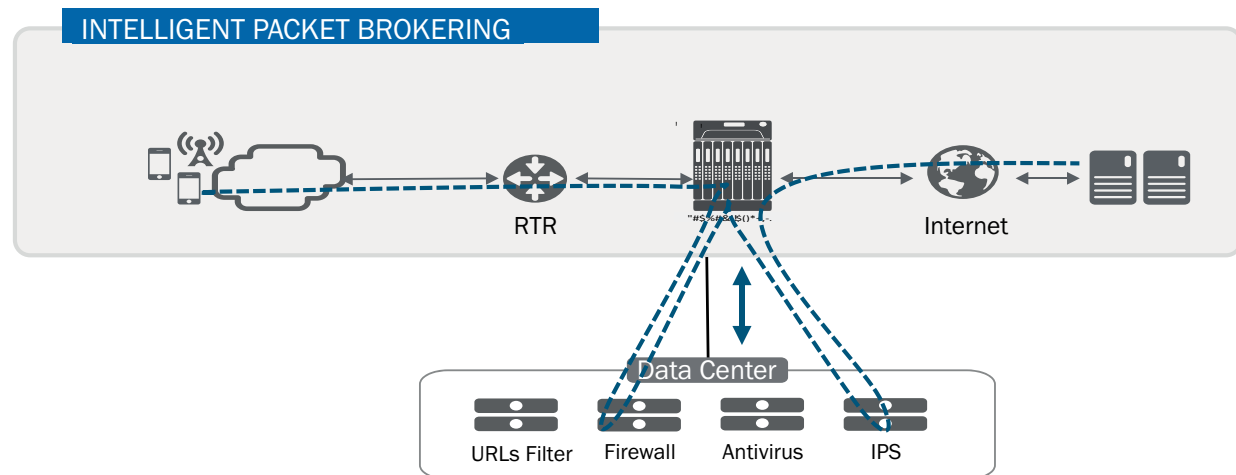 INTELLIGENT PACKET BROKERING
RTR
Internet
Data Center
URLs Filter
Firewall
Antivirus
IPS